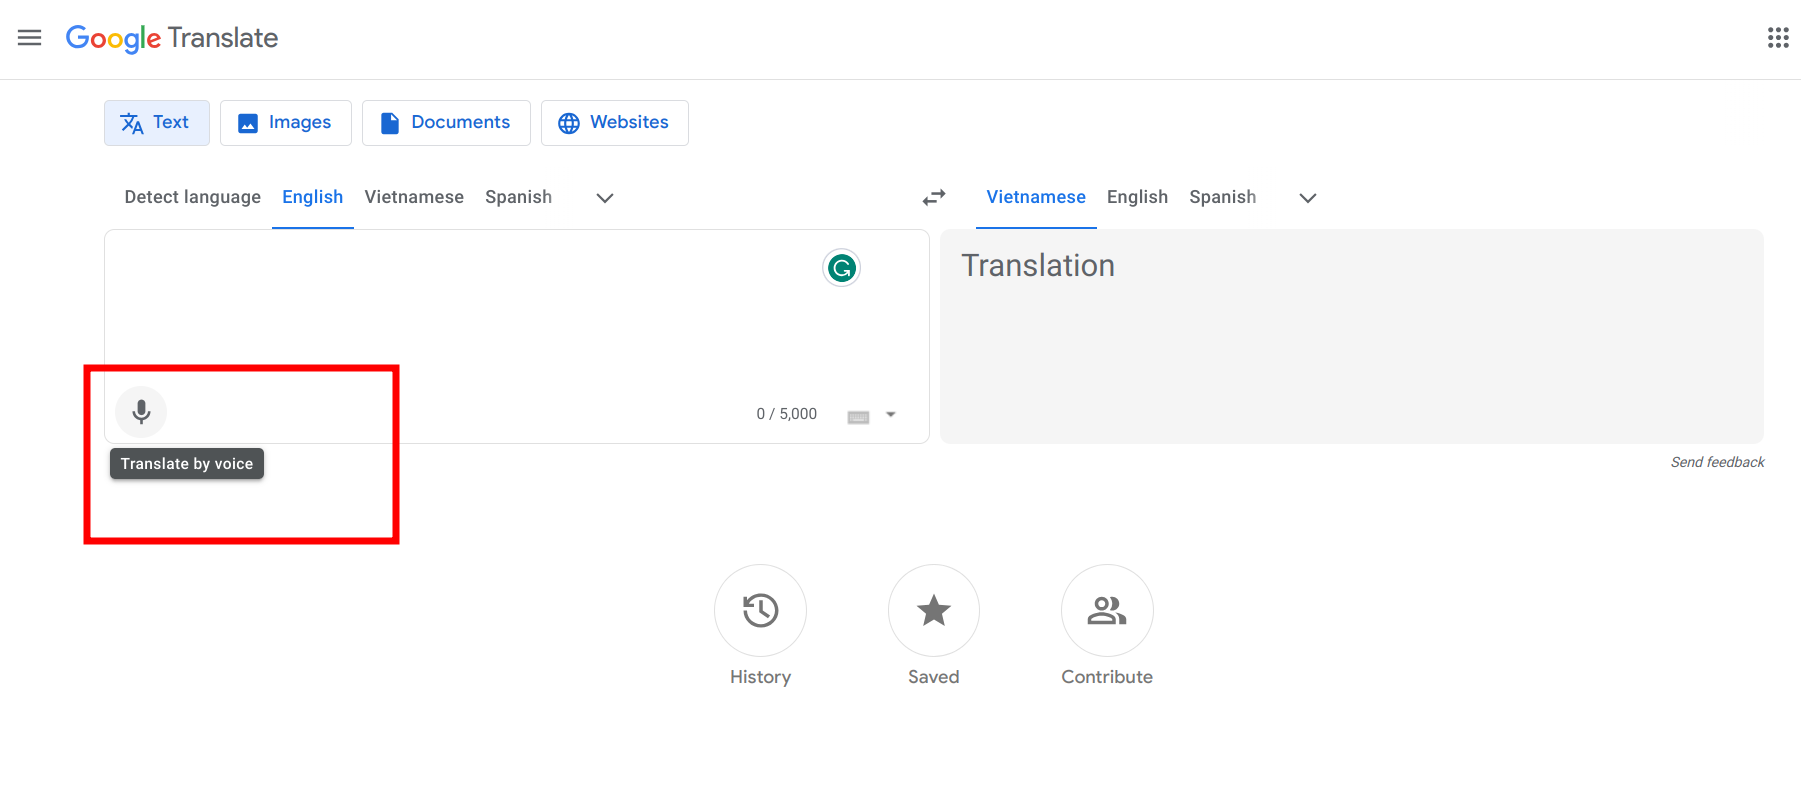 Google Translate
Text Images Documents Websites
Detect language English Vietnamese Spanish Vietnamese English Spanish
G
Translation
0 / 5,000
Translate by voice
Send feedback
History Saved Contribute